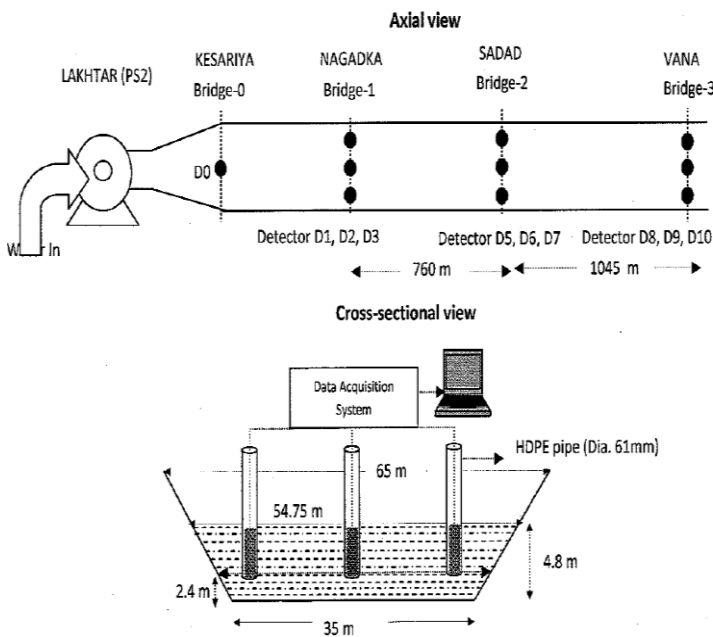 Axial view
LAKHTAR (PS2)
KESARIYA
Bridge-0
NAGADKA
Bridge-1
SADAD
Bridge-2
VANA
Bridge-3
D0
In
Detector D1, D2, D3
Detector D5, D6, D7
Detector D8, D9, D10
760 m
1045 m
Cross-sectional view
Data Acquisition
System
HDPE pipe (Dia. 61mm)
65 m
54.75 m
4.8 m
2.4 m
35 m